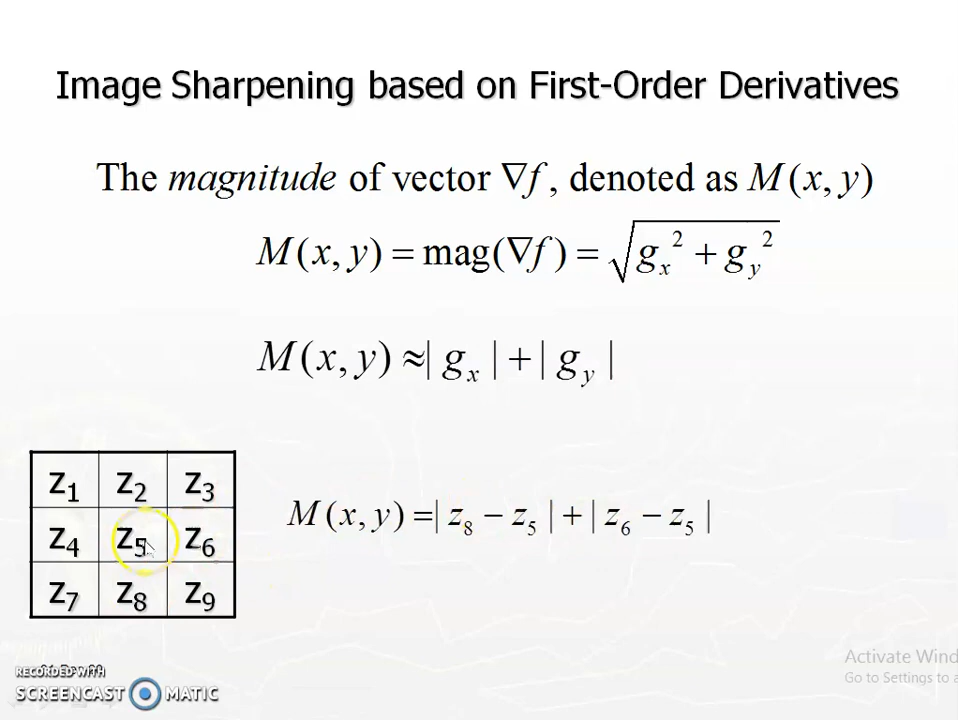 Image Sharpening based on First-Order Derivatives
The magnitude of vector ∇f, denoted as M(x, y)
M(x, y) = mag(∇f) = √(gₓ² + g_y²)
M(x, y) ≈| gₓ | + | g_y |
z₁ z₂ z₃
z₄ z₅ z₆
z₇ z₈ z₉
M(x, y) =| z₈ − z₅ | + | z₆ − z₅ |
RECORDED WITH
SCREENCAST MATIC
Activate Wind
Go to Settings to a